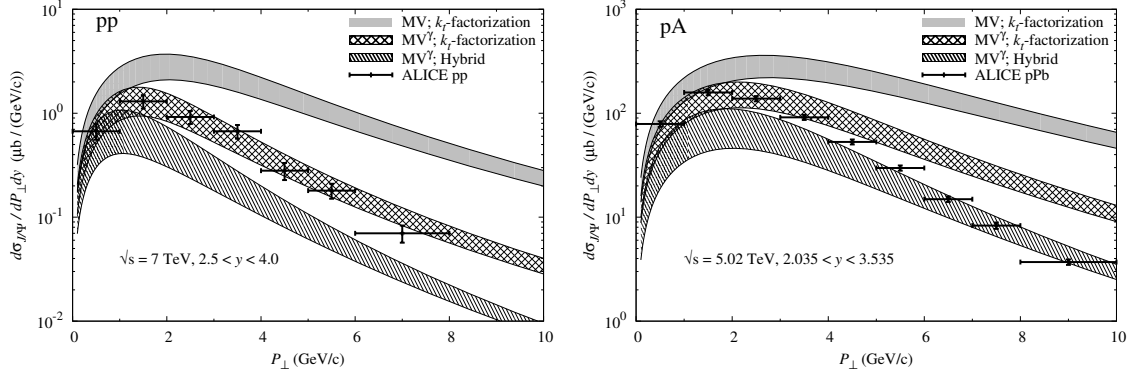 pp
MV; kₜ-factorization
MVᵞ; kₜ-factorization
MVᵞ; Hybrid
ALICE pp
10¹
10⁰
10⁻¹
10⁻²
dσ_J/Ψ / dP⊥dy (μb / (GeV/c))
√s = 7 TeV, 2.5 < y < 4.0
0 2 4 6 8 10
P⊥ (GeV/c)
pA
MV; kₜ-factorization
MVᵞ; kₜ-factorization
MVᵞ; Hybrid
ALICE pPb
10³
10²
10¹
10⁰
dσ_J/Ψ / dP⊥dy (μb / (GeV/c))
√s = 5.02 TeV, 2.035 < y < 3.535
0 2 4 6 8 10
P⊥ (GeV/c)